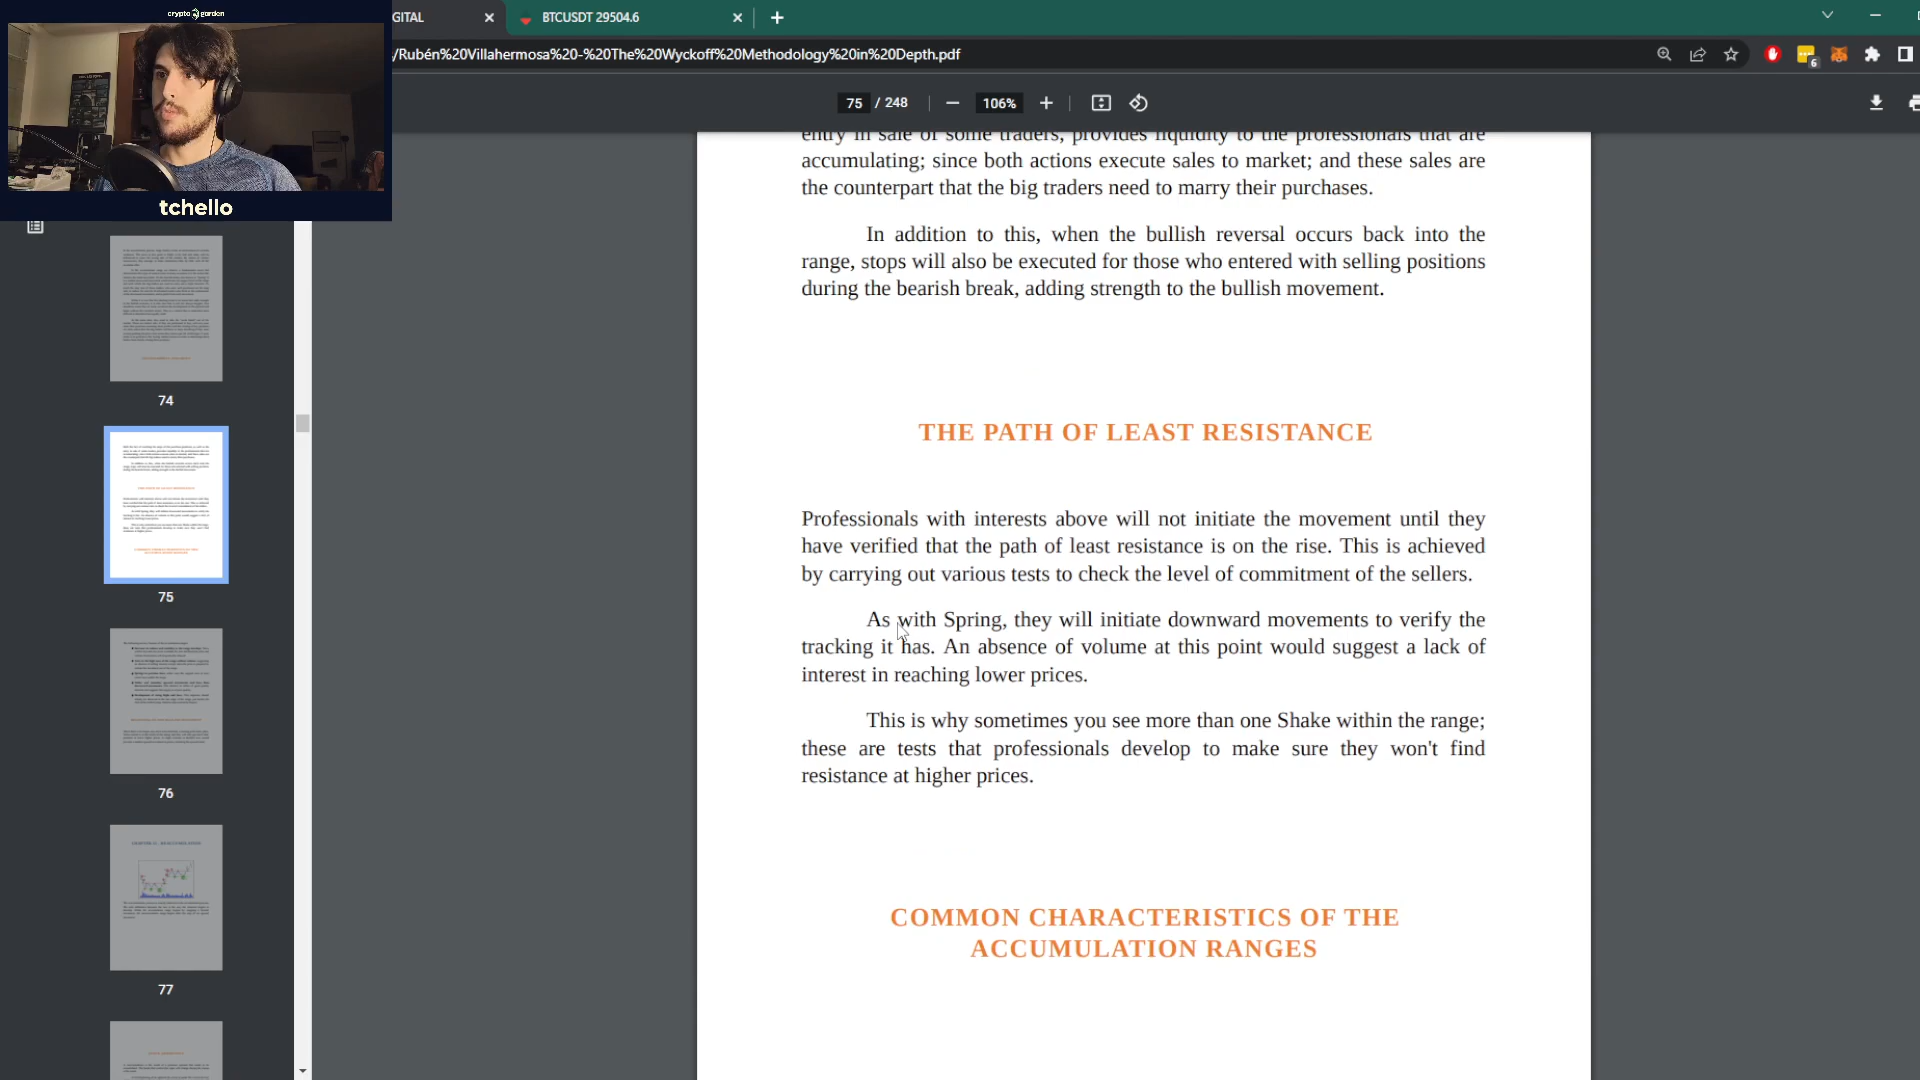 crypto garden
tchello
GITAL
BTCUSDT 29504.6
/Rubén%20Villahermosa%20-%20The%20Wyckoff%20Methodology%20in%20Depth.pdf
6
75 / 248
106%
entry in sale of some traders, provides liquidity to the professionals that are
accumulating; since both actions execute sales to market; and these sales are
the counterpart that the big traders need to marry their purchases.
In addition to this, when the bullish reversal occurs back into the
range, stops will also be executed for those who entered with selling positions
during the bearish break, adding strength to the bullish movement.
THE PATH OF LEAST RESISTANCE
Professionals with interests above will not initiate the movement until they
have verified that the path of least resistance is on the rise. This is achieved
by carrying out various tests to check the level of commitment of the sellers.
As with Spring, they will initiate downward movements to verify the
tracking it has. An absence of volume at this point would suggest a lack of
interest in reaching lower prices.
This is why sometimes you see more than one Shake within the range;
these are tests that professionals develop to make sure they won't find
resistance at higher prices.
COMMON CHARACTERISTICS OF THE
ACCUMULATION RANGES
74
75
76
77